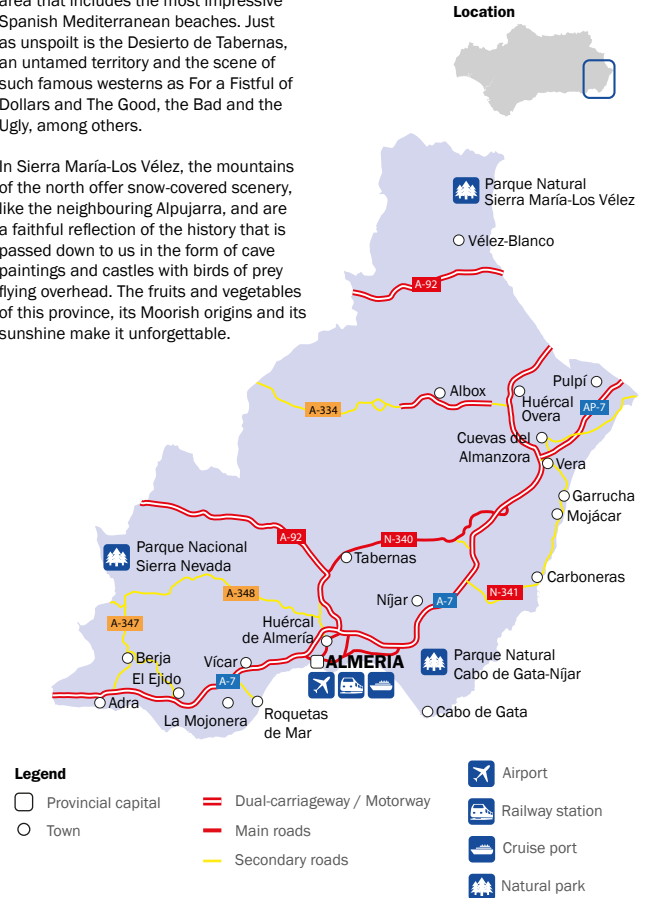 area that includes the most impressive
Spanish Mediterranean beaches. Just
as unspoilt is the Desierto de Tabernas,
an untamed territory and the scene of
such famous westerns as For a Fistful of
Dollars and The Good, the Bad and the
Ugly, among others.
In Sierra María-Los Vélez, the mountains
of the north offer snow-covered scenery,
like the neighbouring Alpujarra, and are
a faithful reflection of the history that is
passed down to us in the form of cave
paintings and castles with birds of prey
flying overhead. The fruits and vegetables
of this province, its Moorish origins and its
sunshine make it unforgettable.
Location
Parque Natural
Sierra María-Los Vélez
Vélez-Blanco
A-92
Albox
Pulpí
Huércal
Overa
AP-7
A-334
Cuevas del
Almanzora
Vera
Garrucha
Mojácar
A-92
N-340
Parque Nacional
Sierra Nevada
Tabernas
Carboneras
A-348
N-341
Níjar
A-7
A-347
Huércal
de Almería
Berja
Vícar
ALMERIA
Parque Natural
Cabo de Gata-Níjar
El Ejido
A-7
Adra
La Mojonera
Roquetas
de Mar
Cabo de Gata
Legend
Provincial capital
Town
Dual-carriageway / Motorway
Main roads
Secondary roads
Airport
Railway station
Cruise port
Natural park